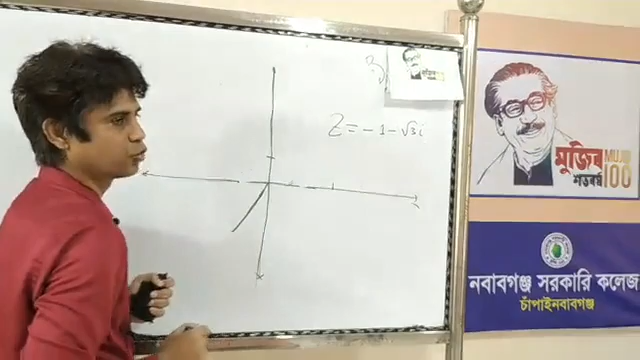 Z = -1 - √3i
মুজিব MUJIB
শতবর্ষ 100
নবাবগঞ্জ সরকারি কলেজ
চাঁপাইনবাবগঞ্জ